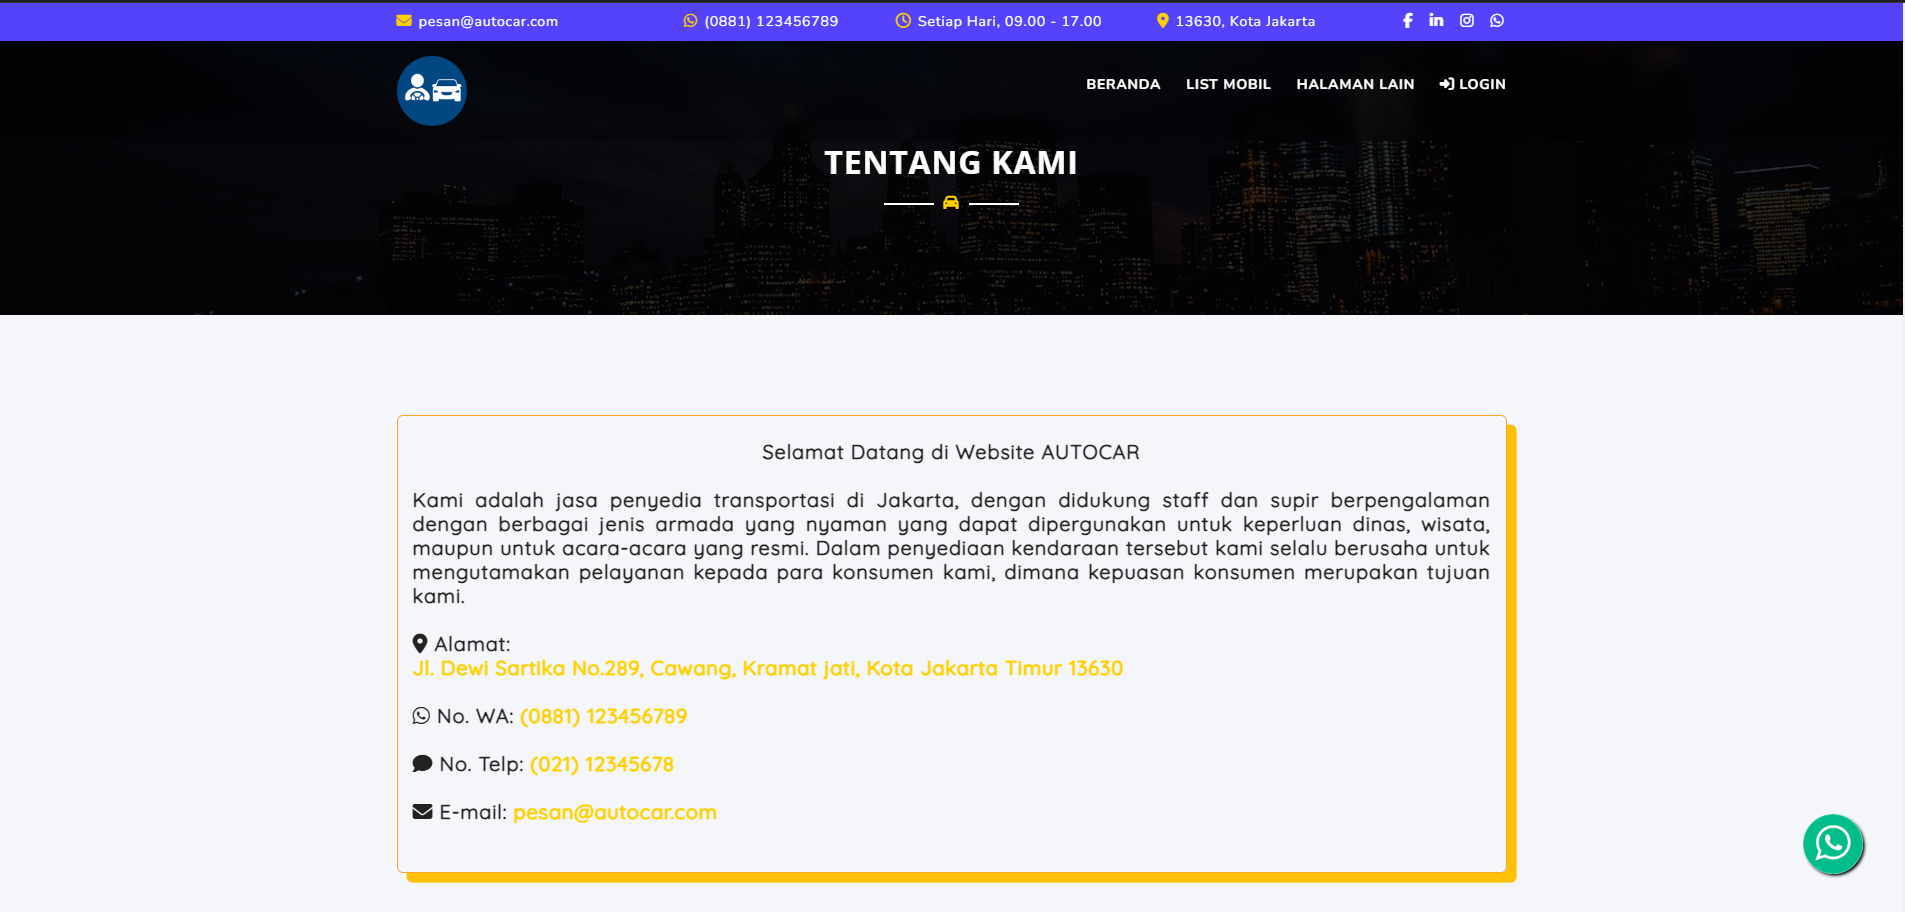 pesan@autocar.com (0881) 123456789 Setiap Hari, 09.00 - 17.00 13630, Kota Jakarta
BERANDA LIST MOBIL HALAMAN LAIN LOGIN
TENTANG KAMI
Selamat Datang di Website AUTOCAR
Kami adalah jasa penyedia transportasi di Jakarta, dengan didukung staff dan supir berpengalaman
dengan berbagai jenis armada yang nyaman yang dapat dipergunakan untuk keperluan dinas, wisata,
maupun untuk acara-acara yang resmi. Dalam penyediaan kendaraan tersebut kami selalu berusaha untuk
mengutamakan pelayanan kepada para konsumen kami, dimana kepuasan konsumen merupakan tujuan
kami.
Alamat:
Jl. Dewi Sartika No.289, Cawang, Kramat jati, Kota Jakarta Timur 13630
No. WA: (0881) 123456789
No. Telp: (021) 12345678
E-mail: pesan@autocar.com